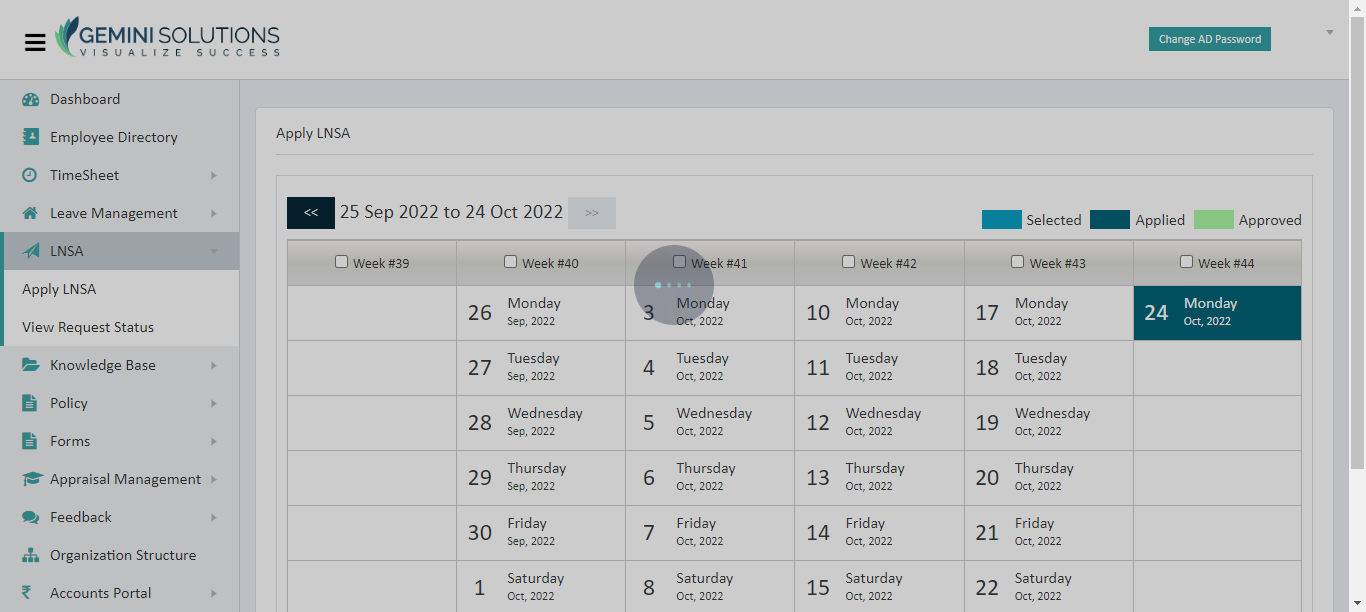 GEMINI SOLUTIONS
VISUALIZE SUCCESS
Change AD Password
Dashboard
Employee Directory
TimeSheet
Leave Management
LNSA
Apply LNSA
View Request Status
Knowledge Base
Policy
Forms
Appraisal Management
Feedback
Organization Structure
Accounts Portal
Apply LNSA
<< 25 Sep 2022 to 24 Oct 2022 >>
Selected Applied Approved
Week #39 Week #40 Week #41 Week #42 Week #43 Week #44
26 Monday Sep, 2022 3 Monday Oct, 2022 10 Monday Oct, 2022 17 Monday Oct, 2022 24 Monday Oct, 2022
27 Tuesday Sep, 2022 4 Tuesday Oct, 2022 11 Tuesday Oct, 2022 18 Tuesday Oct, 2022
28 Wednesday Sep, 2022 5 Wednesday Oct, 2022 12 Wednesday Oct, 2022 19 Wednesday Oct, 2022
29 Thursday Sep, 2022 6 Thursday Oct, 2022 13 Thursday Oct, 2022 20 Thursday Oct, 2022
30 Friday Sep, 2022 7 Friday Oct, 2022 14 Friday Oct, 2022 21 Friday Oct, 2022
1 Saturday Oct, 2022 8 Saturday Oct, 2022 15 Saturday Oct, 2022 22 Saturday Oct, 2022